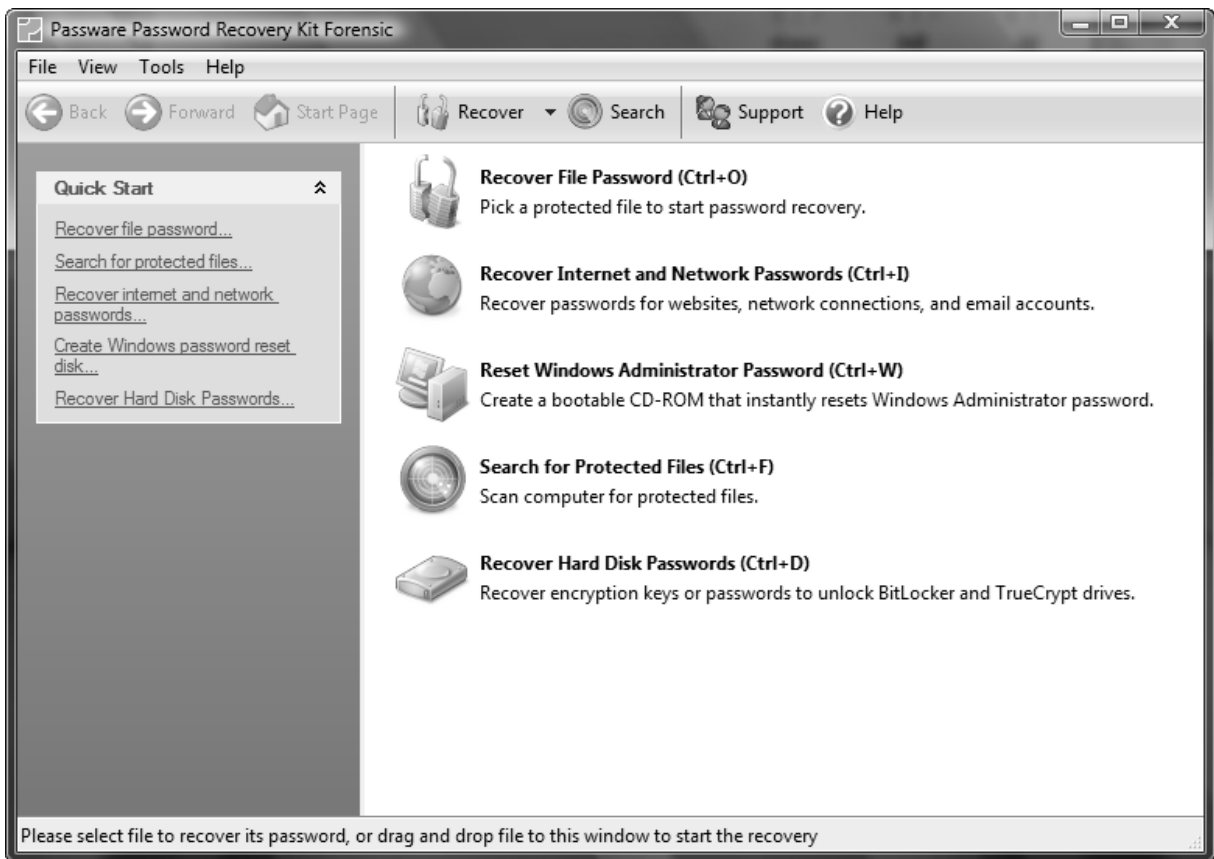 Passware Password Recovery Kit Forensic
File View Tools Help
Back Forward Start Page Recover Search Support Help
Quick Start
Recover file password...
Search for protected files...
Recover internet and network
passwords...
Create Windows password reset
disk...
Recover Hard Disk Passwords...
Recover File Password (Ctrl+O)
Pick a protected file to start password recovery.
Recover Internet and Network Passwords (Ctrl+I)
Recover passwords for websites, network connections, and email accounts.
Reset Windows Administrator Password (Ctrl+W)
Create a bootable CD-ROM that instantly resets Windows Administrator password.
Search for Protected Files (Ctrl+F)
Scan computer for protected files.
Recover Hard Disk Passwords (Ctrl+D)
Recover encryption keys or passwords to unlock BitLocker and TrueCrypt drives.
Please select file to recover its password, or drag and drop file to this window to start the recovery